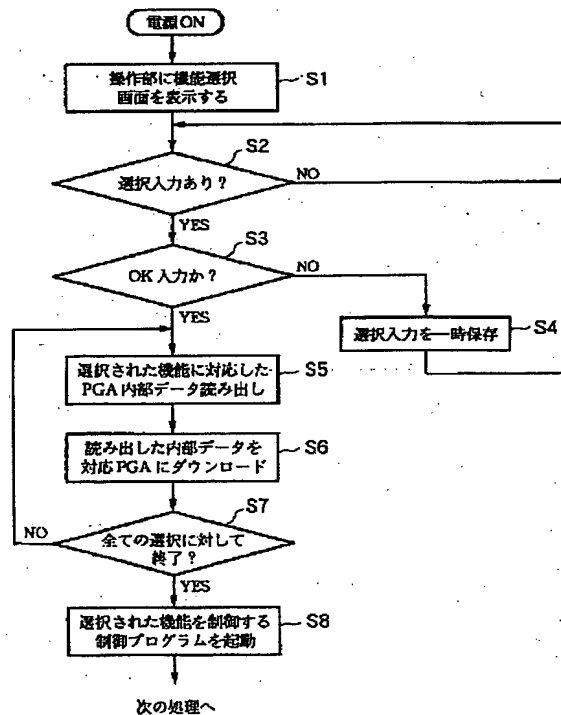 電源ON
操作部に機能選択
画面を表示する
S1
S2
選択入力あり?
NO
YES
S3
OK入力か?
NO
YES
選択入力を一時保存
S4
選択された機能に対応した
PGA内部データ読み出し
S5
読み出した内部データを
対応PGAにダウンロード
S6
S7
全ての選択に対して
終了?
NO
YES
選択された機能を制御する
制御プログラムを起動
S8
次の処理へ